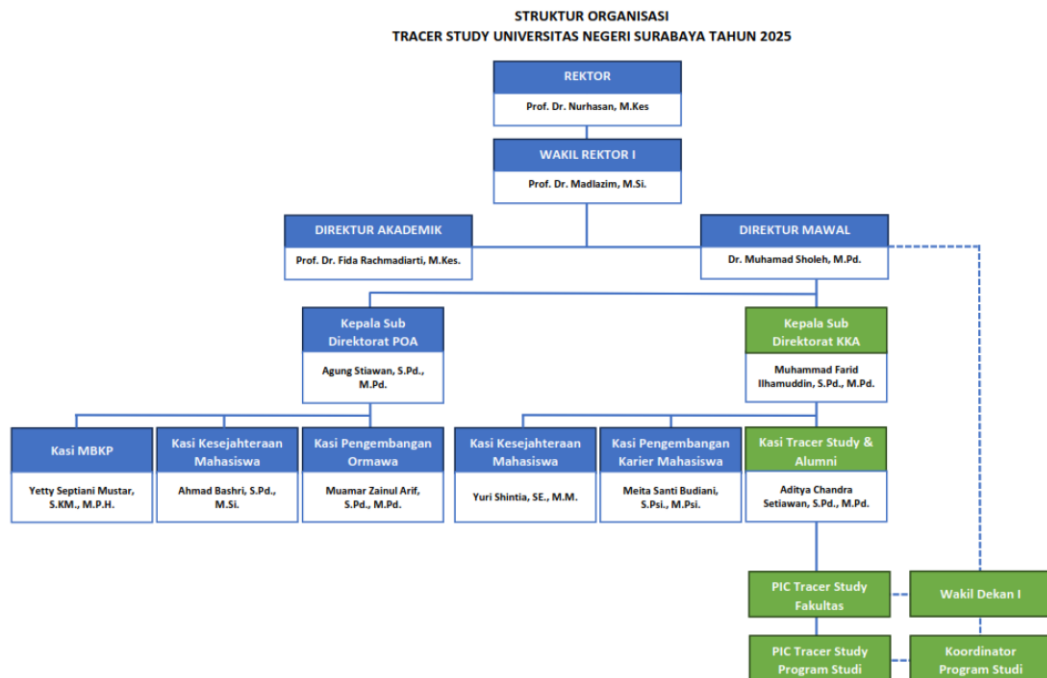 STRUKTUR ORGANISASI
TRACER STUDY UNIVERSITAS NEGERI SURABAYA TAHUN 2025
REKTOR
Prof. Dr. Nurhasan, M.Kes
WAKIL REKTOR I
Prof. Dr. Madlazim, M.Si.
DIREKTUR AKADEMIK
Prof. Dr. Fida Rachmadiarti, M.Kes.
DIREKTUR MAWAL
Dr. Muhamad Sholeh, M.Pd.
Kepala Sub
Direktorat POA
Agung Stiawan, S.Pd.,
M.Pd.
Kepala Sub
Direktorat KKA
Muhammad Farid
Ilhamuddin, S.Pd., M.Pd.
Kasi MBKP
Yetty Septiani Mustar,
S.KM., M.P.H.
Kasi Kesejahteraan
Mahasiswa
Ahmad Bashri, S.Pd.,
M.Si.
Kasi Pengembangan
Ormawa
Muamar Zainul Arif,
S.Pd., M.Pd.
Kasi Kesejahteraan
Mahasiswa
Yuri Shintia, SE., M.M.
Kasi Pengembangan
Karier Mahasiswa
Meita Santi Budiani,
S.Psi., M.Psi.
Kasi Tracer Study &
Alumni
Aditya Chandra
Setiawan, S.Pd., M.Pd.
PIC Tracer Study
Fakultas
Wakil Dekan I
PIC Tracer Study
Program Studi
Koordinator
Program Studi